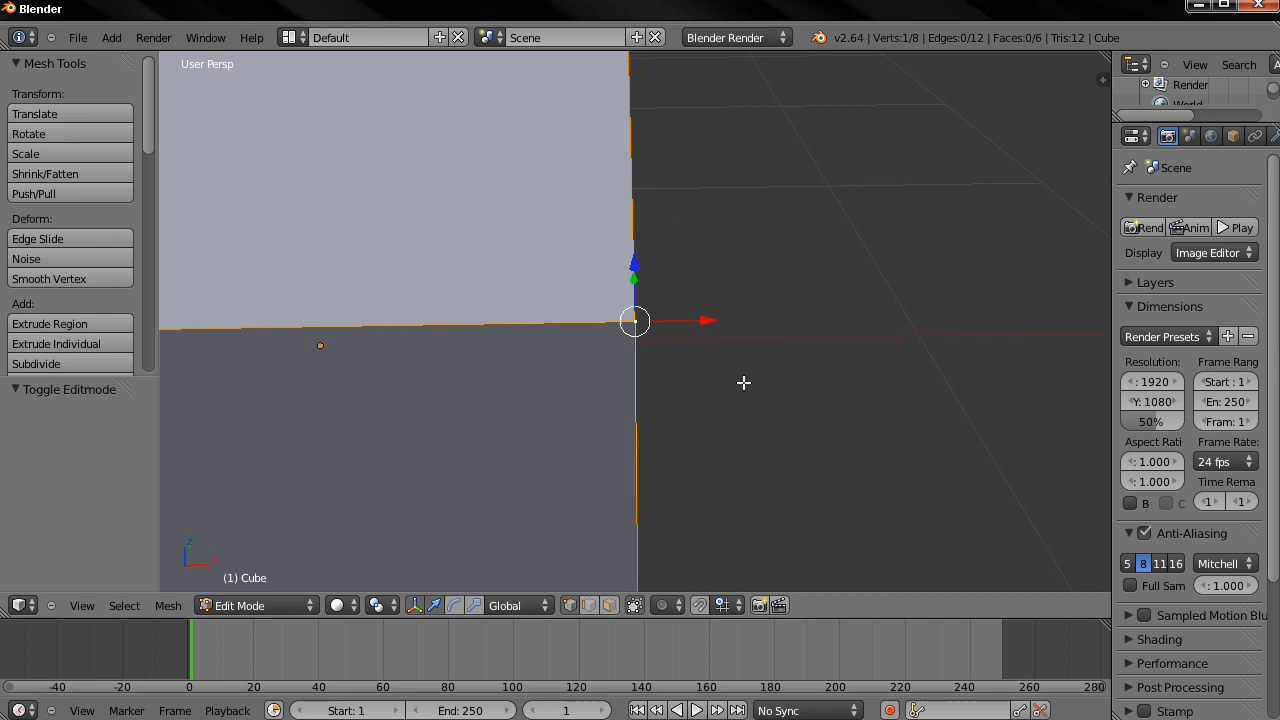 Blender
File Add Render Window Help Default Scene Blender Render v2.64 | Verts:1/8 | Edges:0/12 | Faces:0/6 | Tris:12 | Cube
Mesh Tools
User Persp
View Search
Transform:
Render
Translate
World
Rotate
Scale
Shrink/Fatten
Scene
Push/Pull
Render
Deform:
Rend Anim Play
Edge Slide
Display Image Editor
Noise
Smooth Vertex
Layers
Add:
Dimensions
Extrude Region
Render Presets
Extrude Individual
Subdivide
Resolution: Frame Rang
: 1920 Start : 1
Toggle Editmode
Y: 1080 En: 250
50% Fram: 1
Aspect Rati Frame Rate:
: 1.000 24 fps
: 1.000 Time Rema
B C 1 1
Anti-Aliasing
5 8 11 16 Mitchell
Full Sam : 1.000
z
x
(1) Cube
View Select Mesh Edit Mode Global
Sampled Motion Blu
Shading
Performance
-40 -20 0 20 40 60 80 100 120 140 160 180 200 220 240 260 280
Post Processing
View Marker Frame Playback Start: 1 End: 250 1 No Sync
Stamp